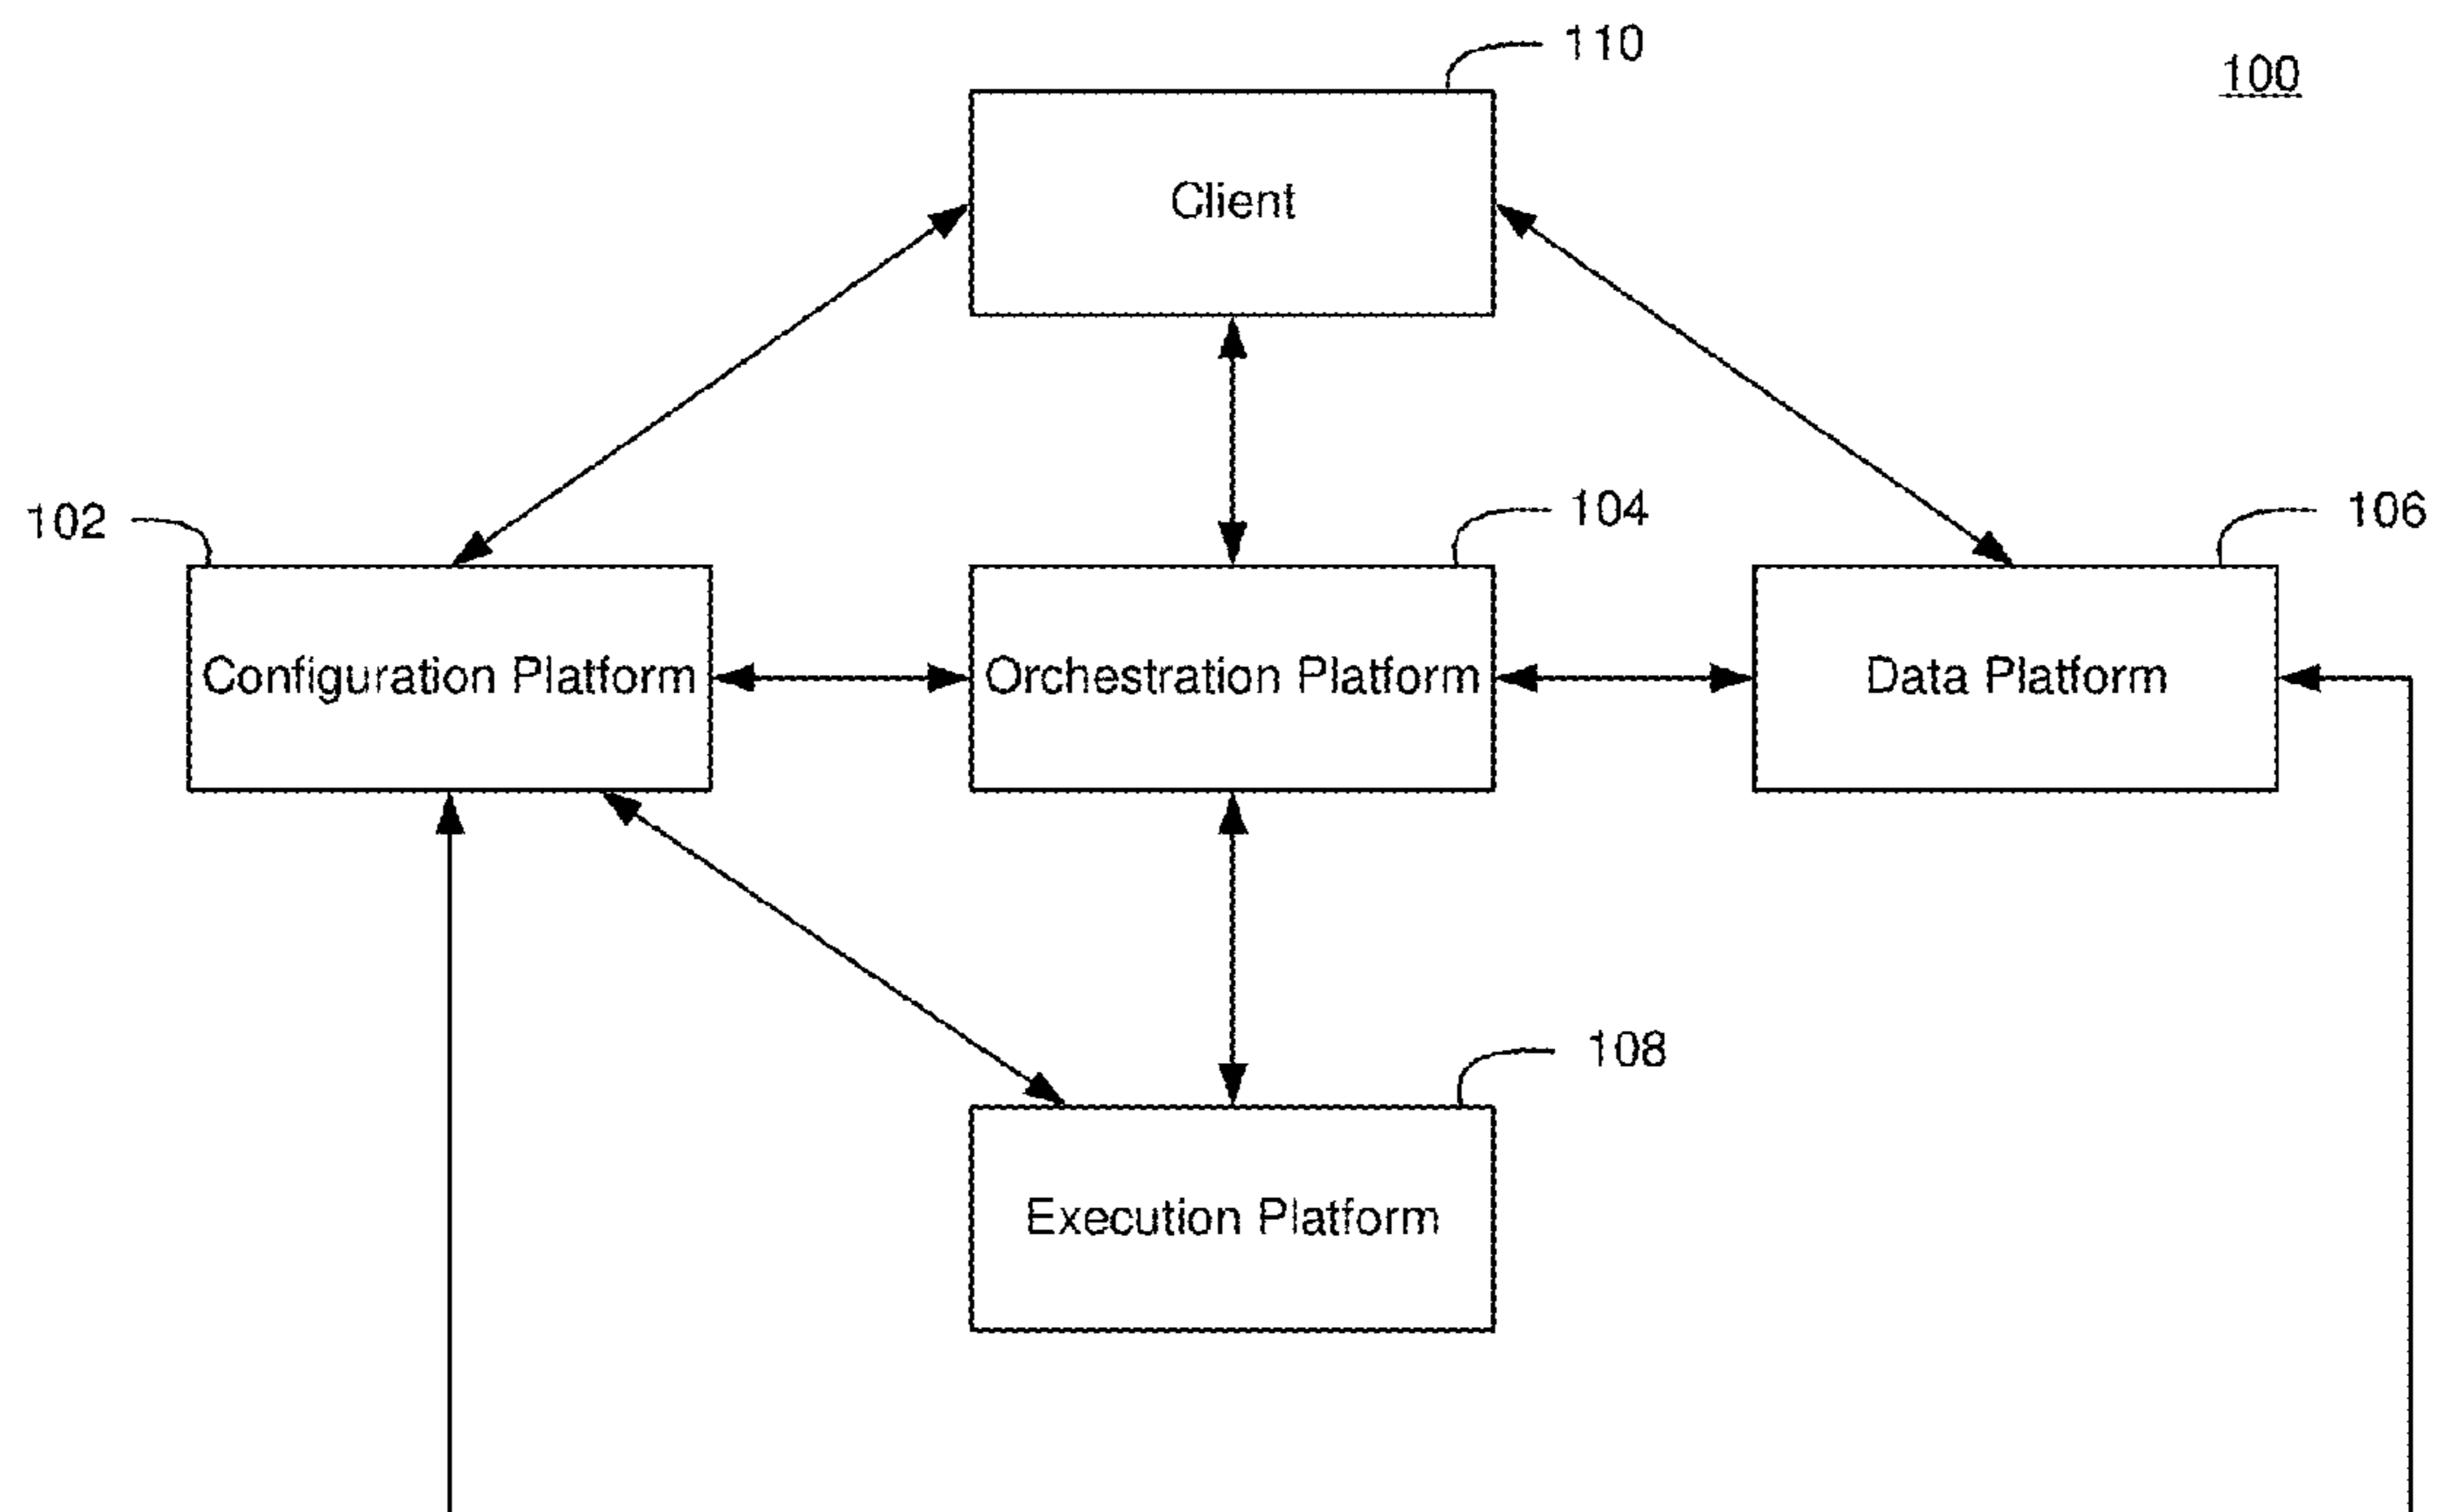 110
100
Client
102
104
106
Configuration Platform
Orchestration Platform
Data Platform
108
Execution Platform